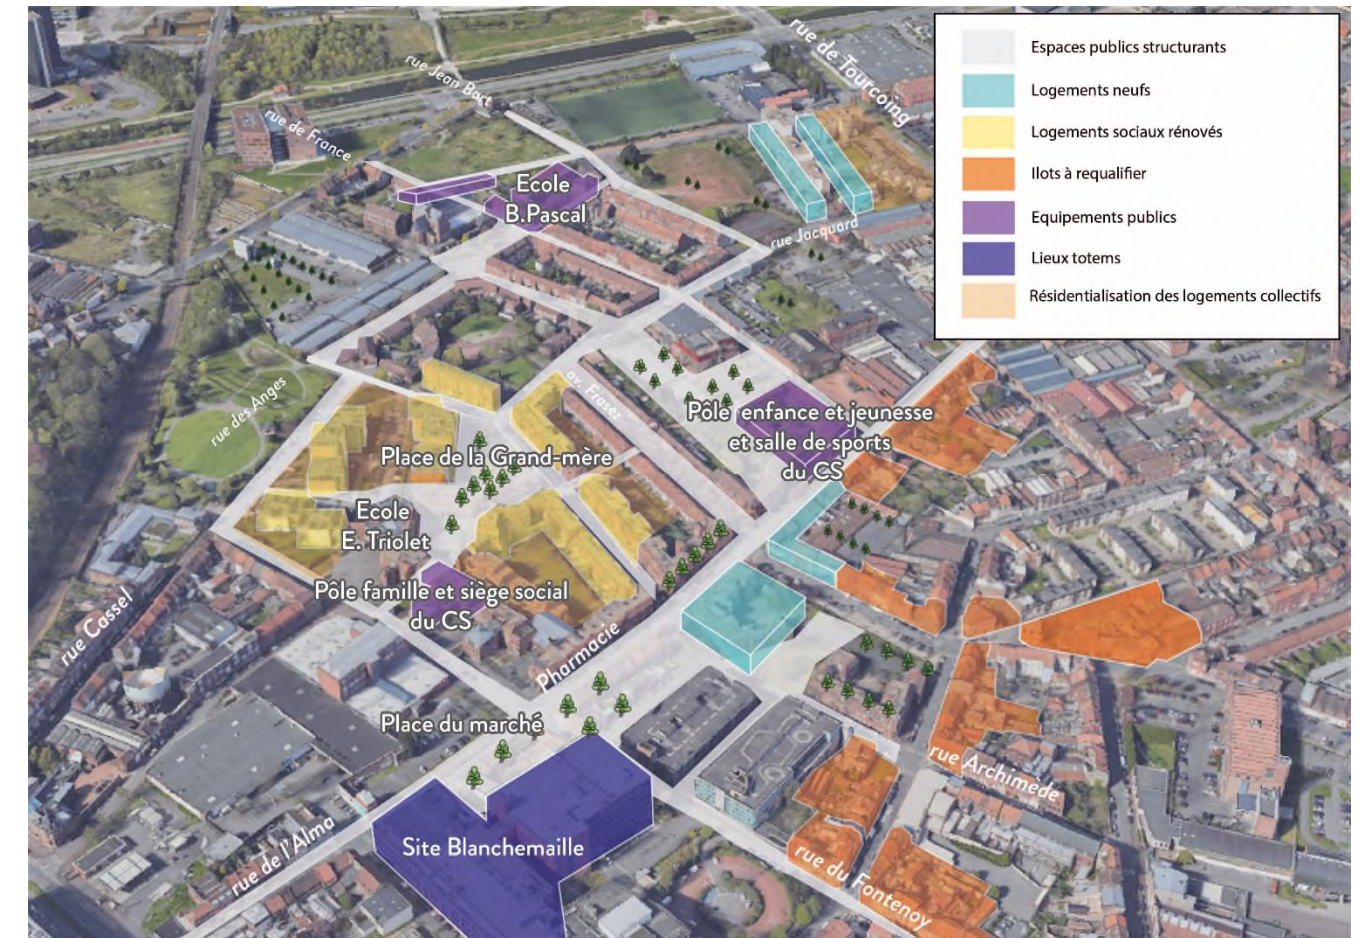 rue de Tourcoing
rue Jean Bart
rue de France
Ecole
B.Pascal
rue Jacquard
Espaces publics structurants
Logements neufs
Logements sociaux rénovés
Ilots à requalifier
Equipements publics
Lieux totems
Résidentialisation des logements collectifs
rue des Anges
av. Frasez
Pôle enfance et jeunesse
et salle de sports
du CS
Place de la Grand-mère
Ecole
E. Triolet
Pôle famille et siège social
du CS
rue Cassel
Pharmacie
Place du marché
rue Archimède
Site Blanchemaille
rue de l'Alma
rue du Fontenoy